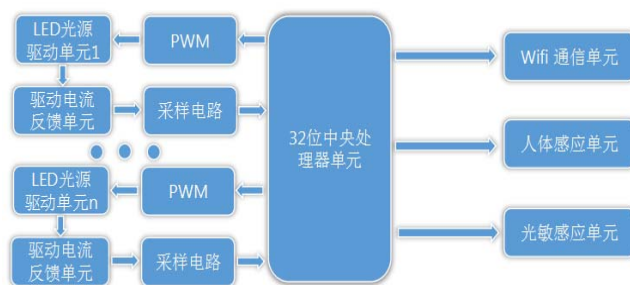 LED光源
驱动单元1
PWM
驱动电流
反馈单元
采样电路
LED光源
驱动单元n
PWM
驱动电流
反馈单元
采样电路
32位中央处
理器单元
Wifi 通信单元
人体感应单元
光敏感应单元